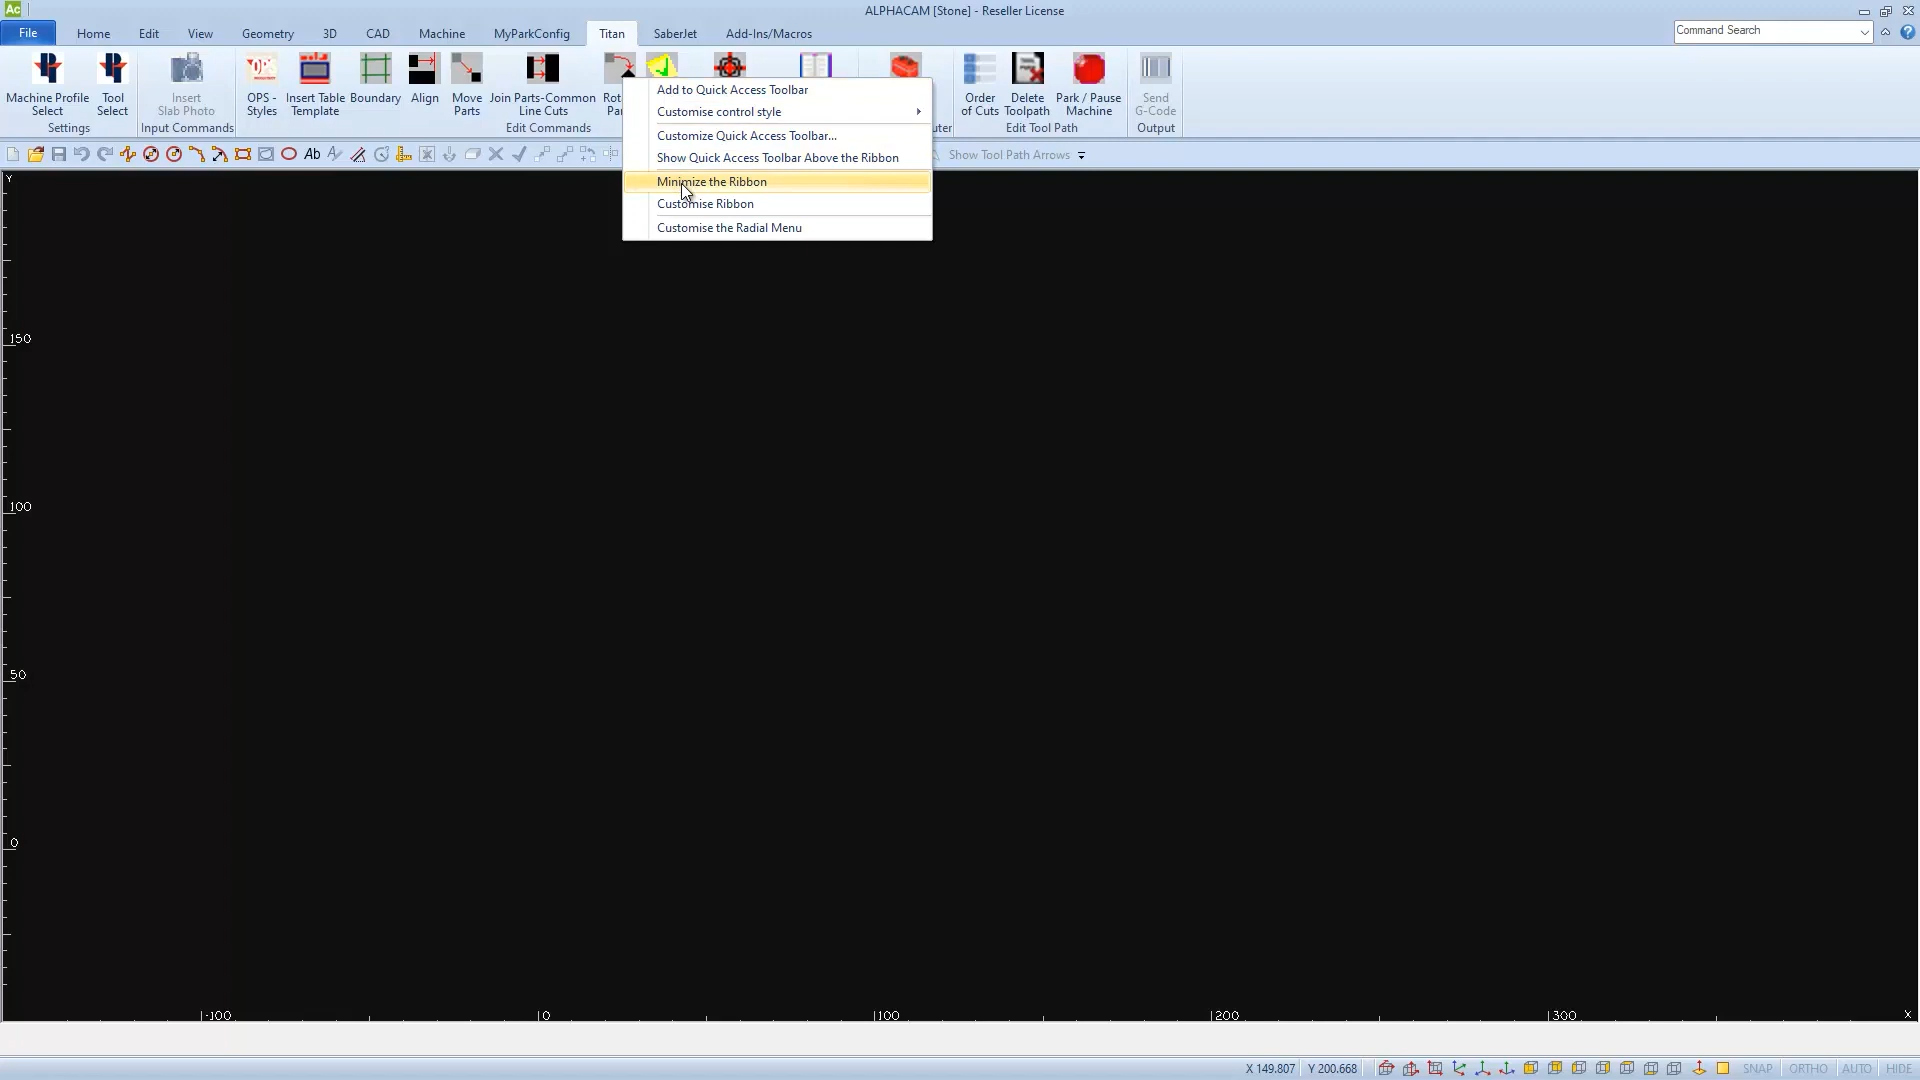 Ac
ALPHACAM [Stone] - Reseller License
File Home Edit View Geometry 3D CAD Machine MyParkConfig Titan SaberJet Add-Ins/Macros
Command Search
Machine Profile
Select
Tool
Select
Settings
Insert
Slab Photo
Input Commands
OPS
OPS -
Styles
Insert Table
Template
Boundary
Align
Move
Parts
Join Parts-Common
Line Cuts
Edit Commands
Order
of Cuts
Delete
Toolpath
Park / Pause
Machine
Edit Tool Path
Send
G-Code
Output
Add to Quick Access Toolbar
Customise control style
Customize Quick Access Toolbar...
Show Quick Access Toolbar Above the Ribbon
Minimize the Ribbon
Customise Ribbon
Customise the Radial Menu
Ab
Show Tool Path Arrows
Y
150
100
50
0
-100 0 100 200 300 X
X 149.807 Y 200.668 SNAP ORTHO AUTO HIDE